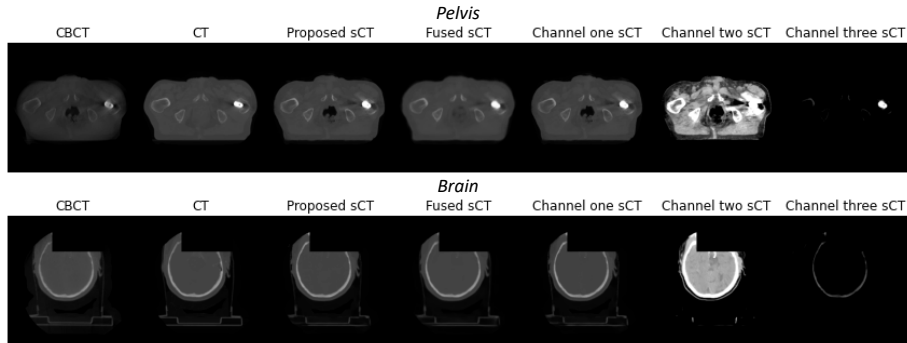 Pelvis
CBCT CT Proposed sCT Fused sCT Channel one sCT Channel two sCT Channel three sCT
Brain
CBCT CT Proposed sCT Fused sCT Channel one sCT Channel two sCT Channel three sCT